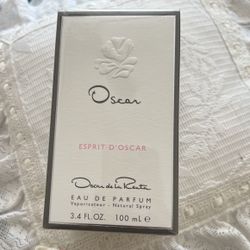 Oscar
ESPRIT D'OSCAR
Oscar de la Renta
EAU DE PARFUM
Vaporisateur - Natural Spray
3.4 FL.OZ. 100 mL e